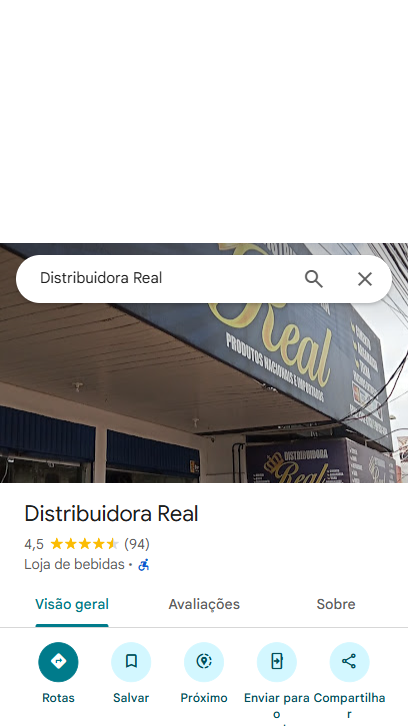 Distribuidora Real
Real
PRODUTOS NACIONAIS E IMPORTADOS
DISTRIBUIDORA
Real
Distribuidora Real
4,5 (94)
Loja de bebidas •
Visão geral Avaliações Sobre
Rotas Salvar Próximo Enviar para o Compartilhar